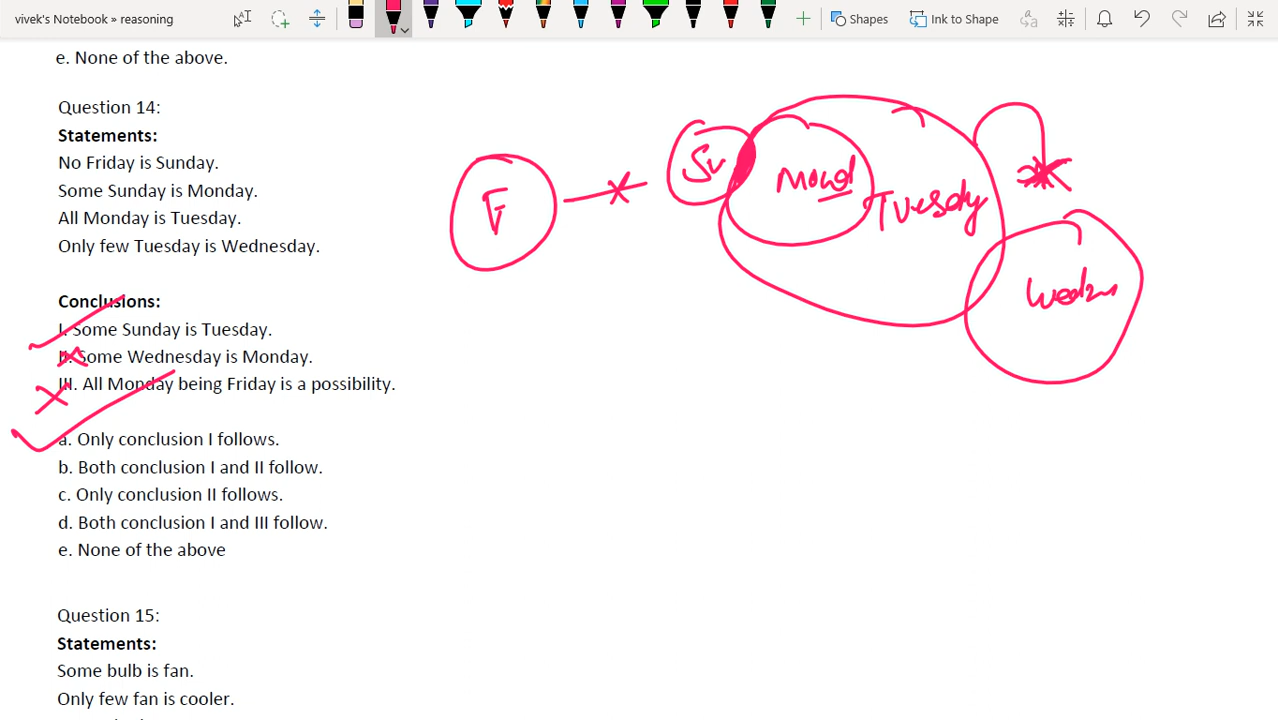 vivek's Notebook » reasoning
Shapes
Ink to Shape
e. None of the above.
Question 14:
Statements:
No Friday is Sunday.
Some Sunday is Monday.
All Monday is Tuesday.
Only few Tuesday is Wednesday.
F
Su
Mond
Tuesday
Conclusions:
I. Some Sunday is Tuesday.
II. Some Wednesday is Monday.
III. All Monday being Friday is a possibility.
a. Only conclusion I follows.
b. Both conclusion I and II follow.
c. Only conclusion II follows.
d. Both conclusion I and III follow.
e. None of the above
Question 15:
Statements:
Some bulb is fan.
Only few fan is cooler.